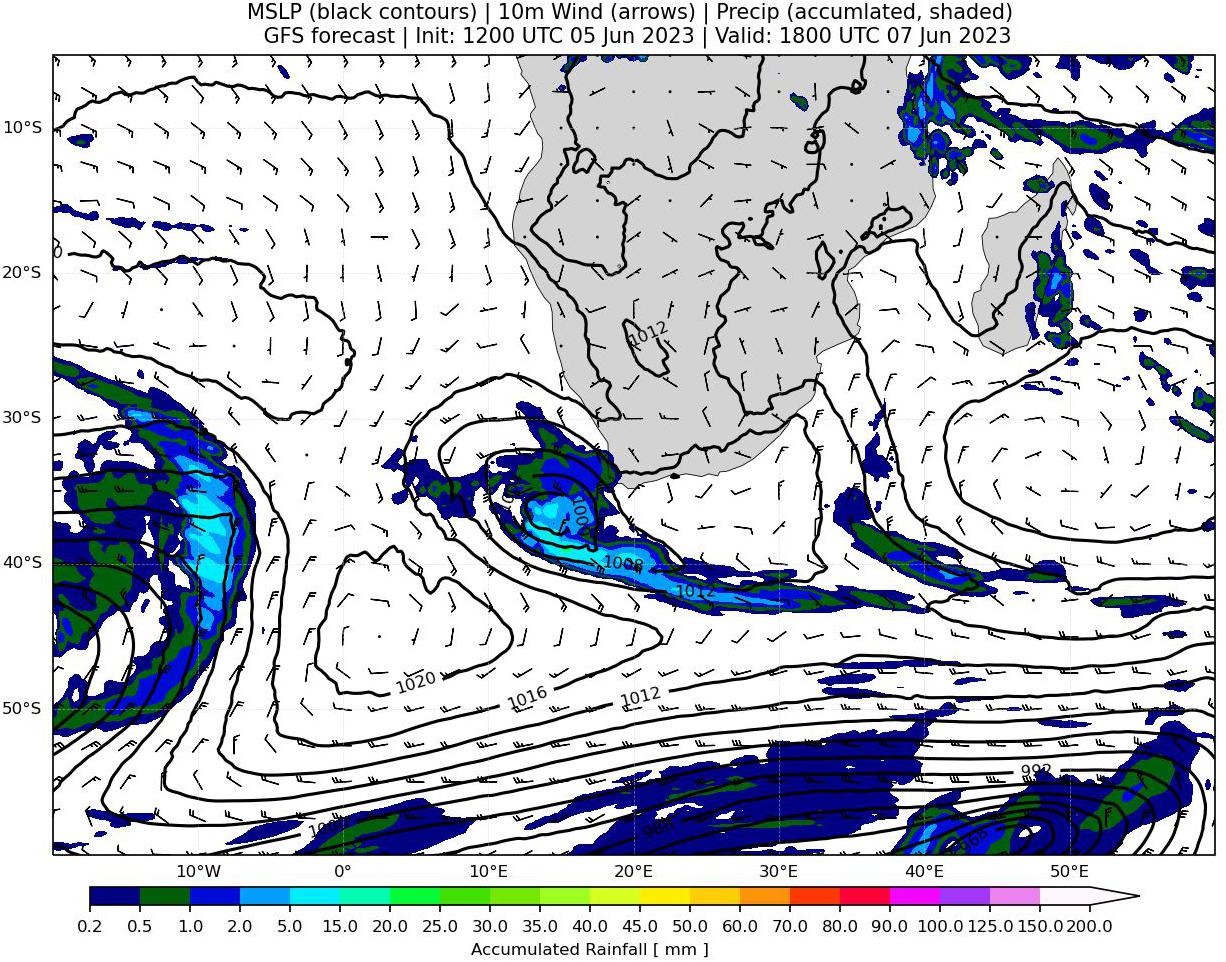 MSLP (black contours) | 10m Wind (arrows) | Precip (accumlated, shaded)
GFS forecast | Init: 1200 UTC 05 Jun 2023 | Valid: 1800 UTC 07 Jun 2023
10°S
20°S
1012
30°S
40°S
1008
1012
1020
1016
1012
50°S
992
968
10°W
0°
10°E
20°E
30°E
40°E
50°E
0.2
0.5
1.0
2.0
5.0
10.0
15.0
20.0
25.0
30.0
35.0
40.0
45.0
50.0
60.0
70.0
80.0
90.0
100.0
125.0
150.0
200.0
Accumulated Rainfall [ mm ]